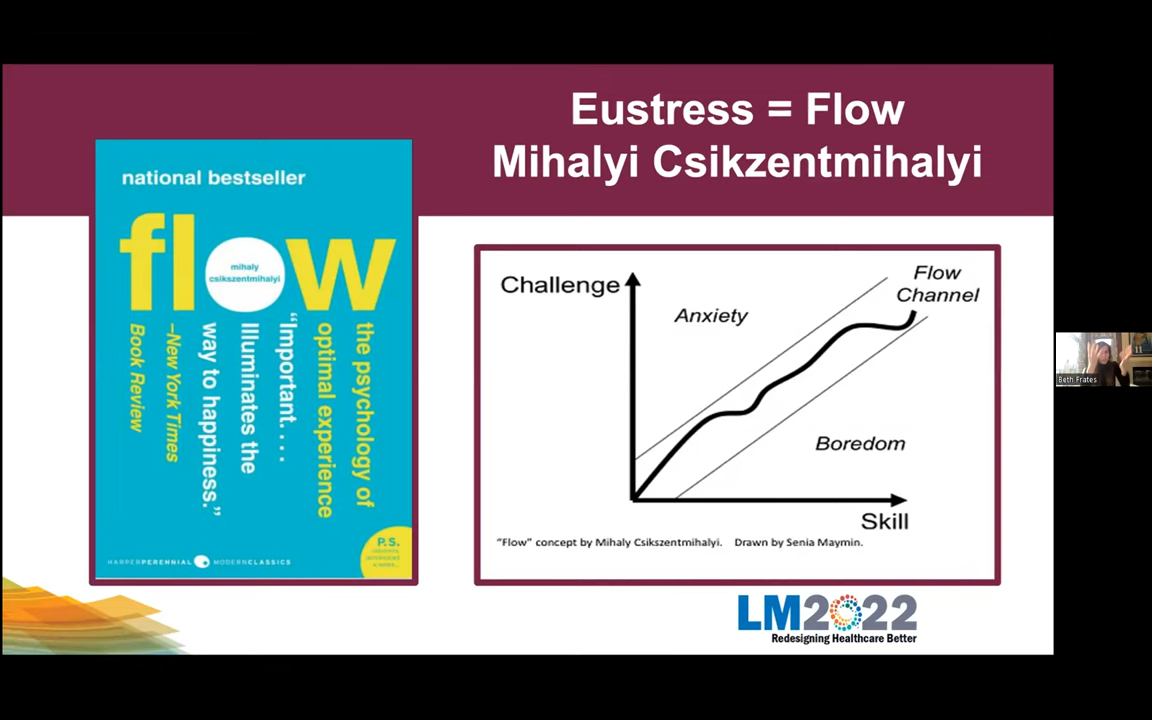 Eustress = Flow
Mihalyi Csikzentmihalyi
national bestseller
flow
mihaly
csikszentmihalyi
the psychology of
optimal experience
“Important. . . .
Illuminates the
way to happiness.”
–New York Times
Book Review
P.S.
HARPERPERENNIAL MODERNCLASSICS
Challenge
Flow
Channel
Anxiety
Boredom
Skill
“Flow” concept by Mihaly Csikszentmihalyi. Drawn by Senia Maymin.
LM2022
Redesigning Healthcare Better
Beth Frates